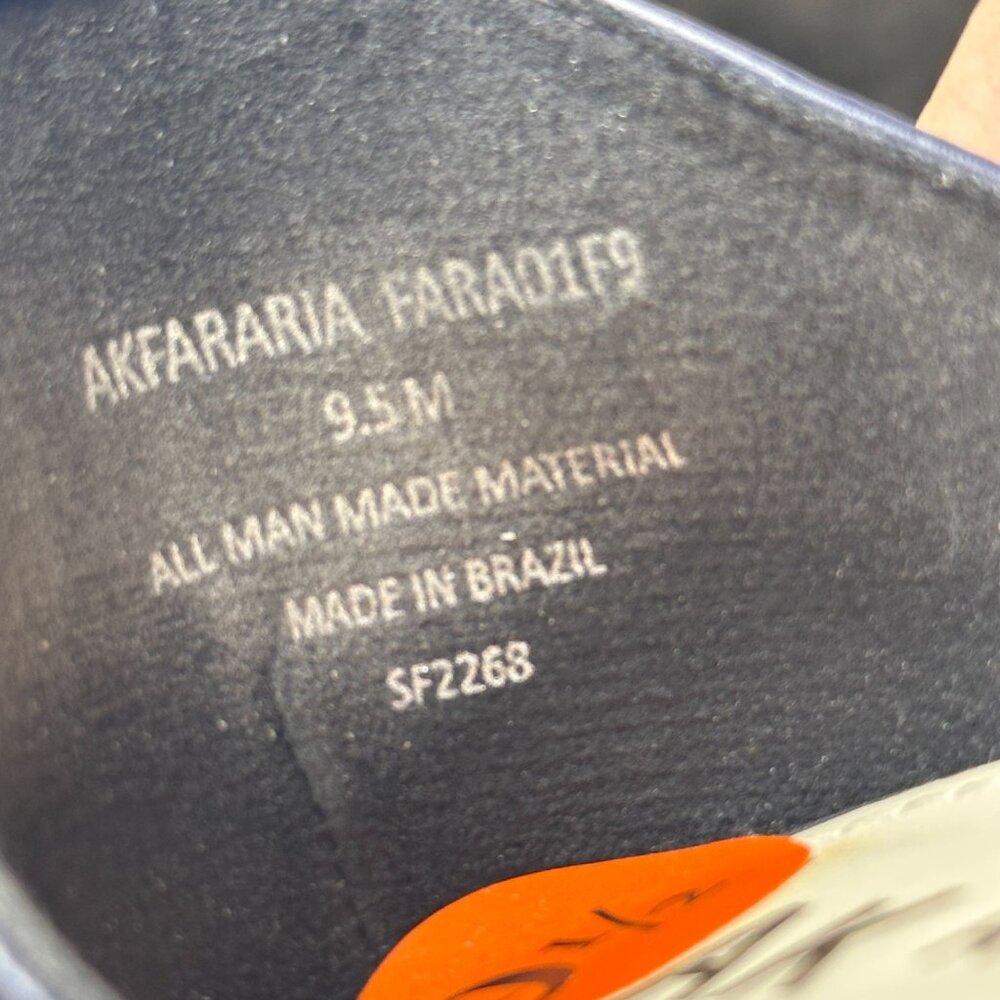 AKFARARIA FARA01F9
9.5 M
ALL MAN MADE MATERIAL
MADE IN BRAZIL
SF2268